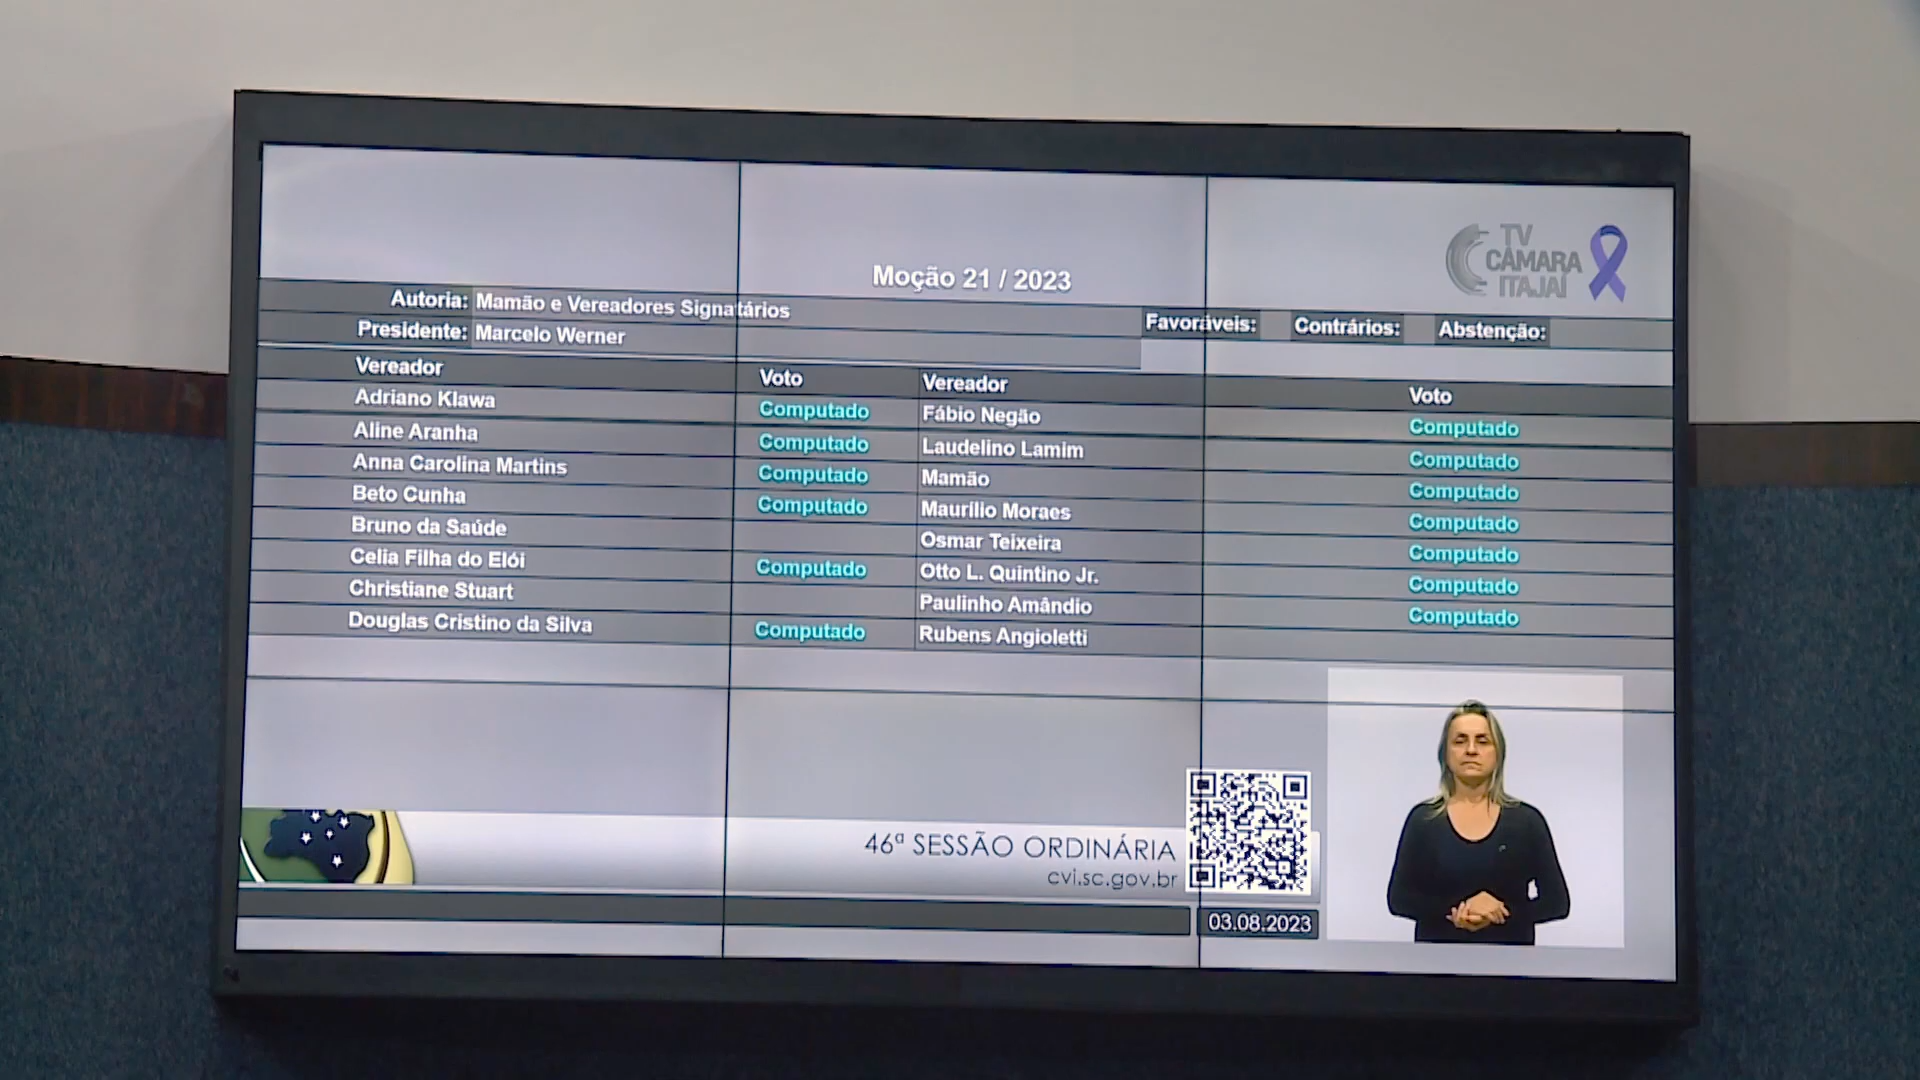 TV
CÂMARA
ITAJAÍ
Moção 21 / 2023
Autoria: Mamão e Vereadores Signatários
Presidente: Marcelo Werner
Favoráveis: Contrários: Abstenção:
Vereador Voto Vereador Voto
Adriano Klawa Computado Fábio Negão Computado
Aline Aranha Computado Laudelino Lamim Computado
Anna Carolina Martins Computado Mamão Computado
Beto Cunha Computado Maurílio Moraes Computado
Bruno da Saúde Osmar Teixeira Computado
Celia Filha do Elói Computado Otto L. Quintino Jr. Computado
Christiane Stuart Paulinho Amândio Computado
Douglas Cristino da Silva Computado Rubens Angioletti
46ª SESSÃO ORDINÁRIA
cvi.sc.gov.br
03.08.2023